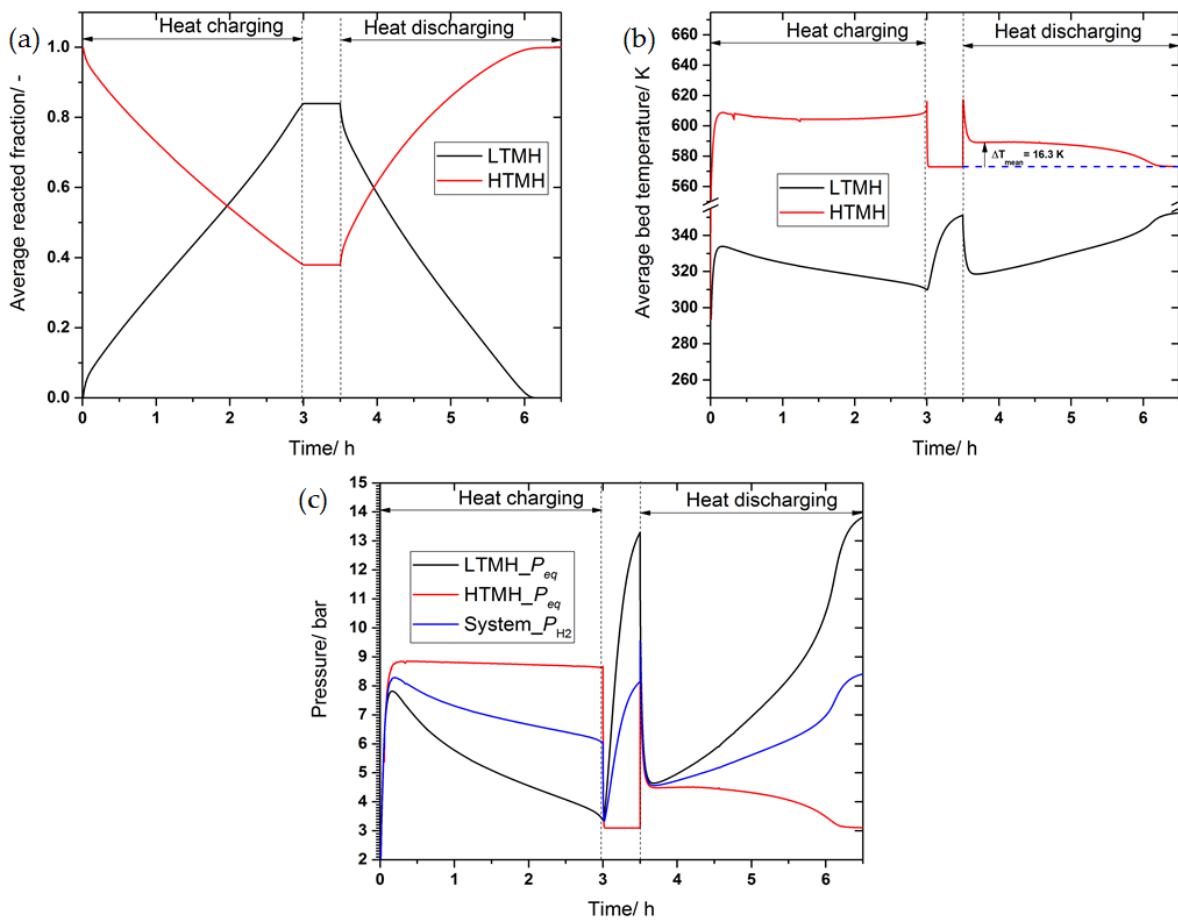 (a)
Heat charging
Heat discharging
1.0
0.8
0.6
0.4
0.2
0.0
Average reacted fraction/ -
LTMH
HTMH
0 1 2 3 4 5 6
Time/ h
(b)
Heat charging
Heat discharging
660
640
620
600
580
560
340
320
300
280
260
Average bed temperature/ K
ΔTmean = 16.3 K
LTMH
HTMH
0 1 2 3 4 5 6
Time/ h
(c)
Heat charging
Heat discharging
15
14
13
12
11
10
9
8
7
6
5
4
3
2
Pressure/ bar
LTMH_Peq
HTMH_Peq
System_PH2
0 1 2 3 4 5 6
Time/ h